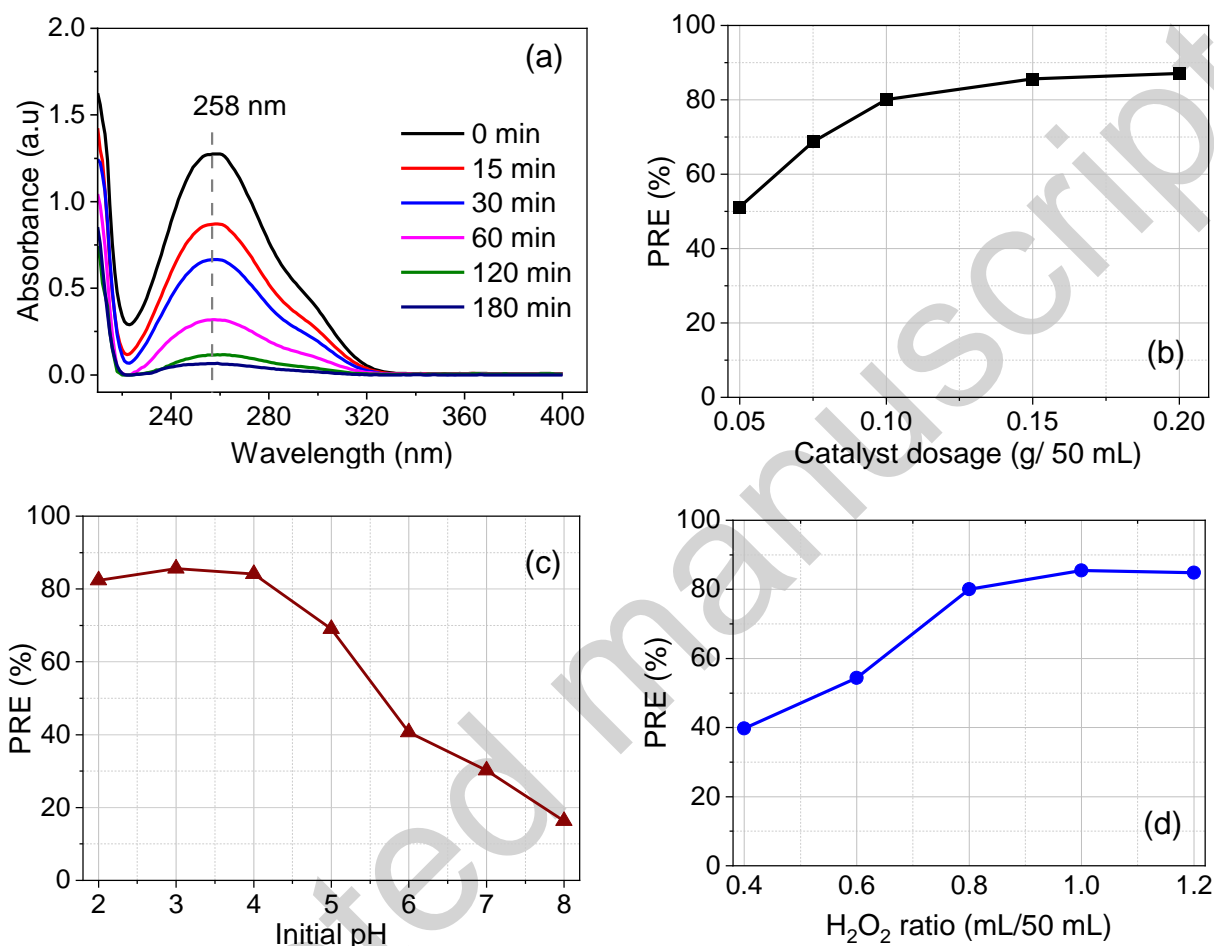 2.0
1.5
1.0
0.5
0.0
Absorbance (a.u)
(a)
258 nm
0 min
15 min
30 min
60 min
120 min
180 min
240
280
320
360
400
Wavelength (nm)
100
80
60
40
20
0
PRE (%)
(b)
0.05
0.10
0.15
0.20
Catalyst dosage (g/ 50 mL)
100
80
60
40
20
0
PRE (%)
(c)
2
3
4
5
6
7
8
Initial pH
100
80
60
40
20
0
PRE (%)
(d)
0.4
0.6
0.8
1.0
1.2
H₂O₂ ratio (mL/50 mL)
ted manuscript